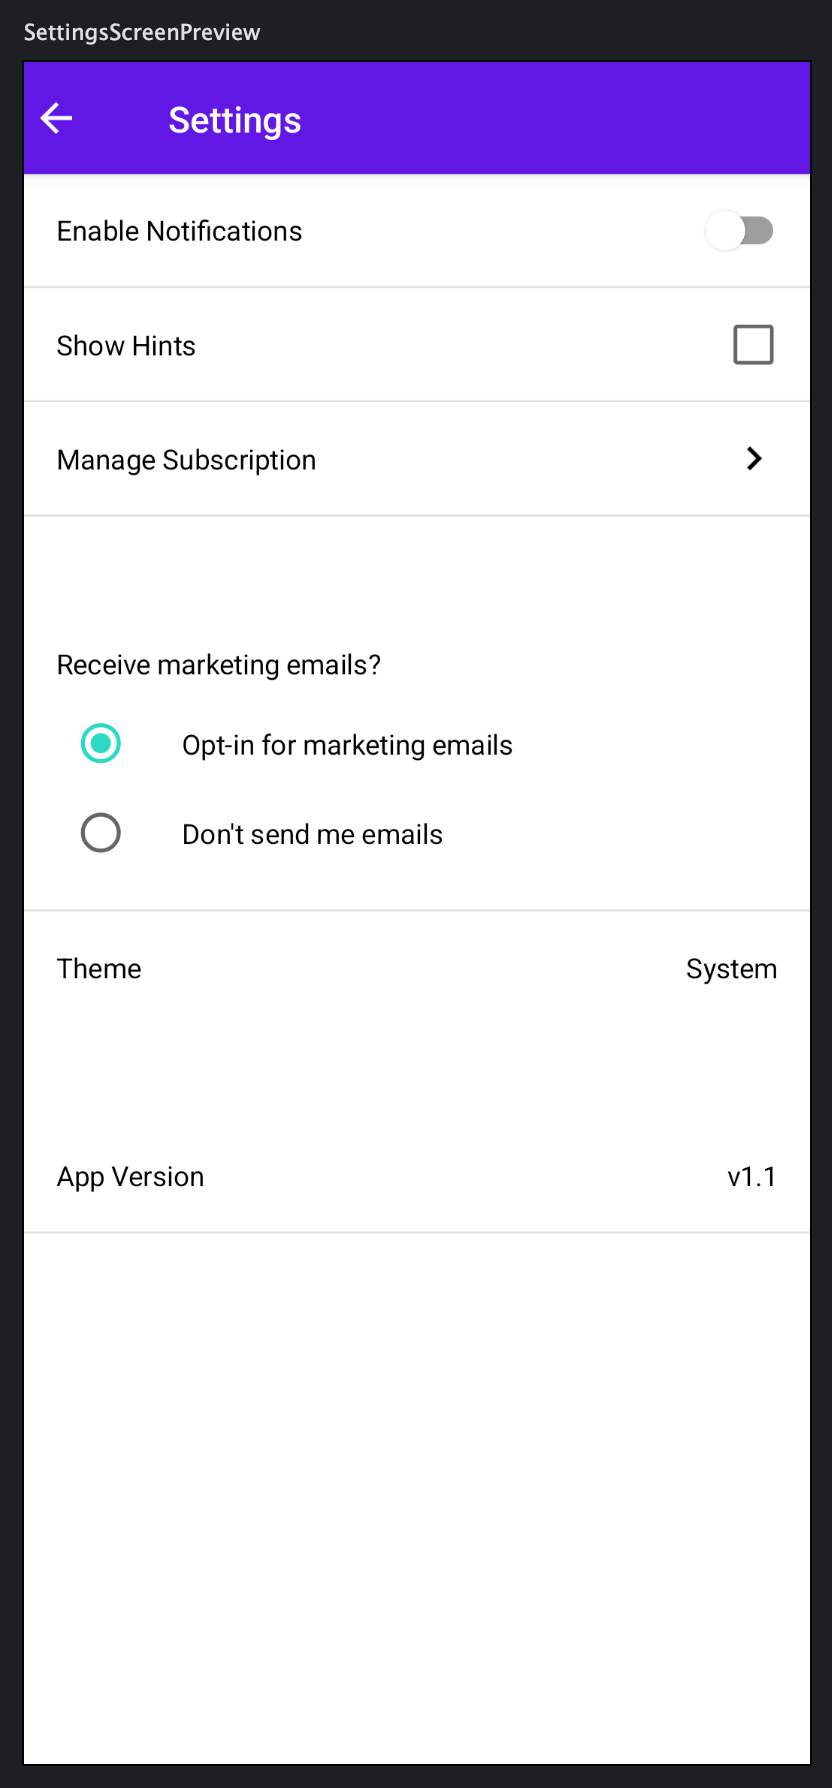 SettingsScreenPreview
Settings
Enable Notifications
Show Hints
Manage Subscription
Receive marketing emails?
Opt-in for marketing emails
Don't send me emails
Theme System
App Version v1.1